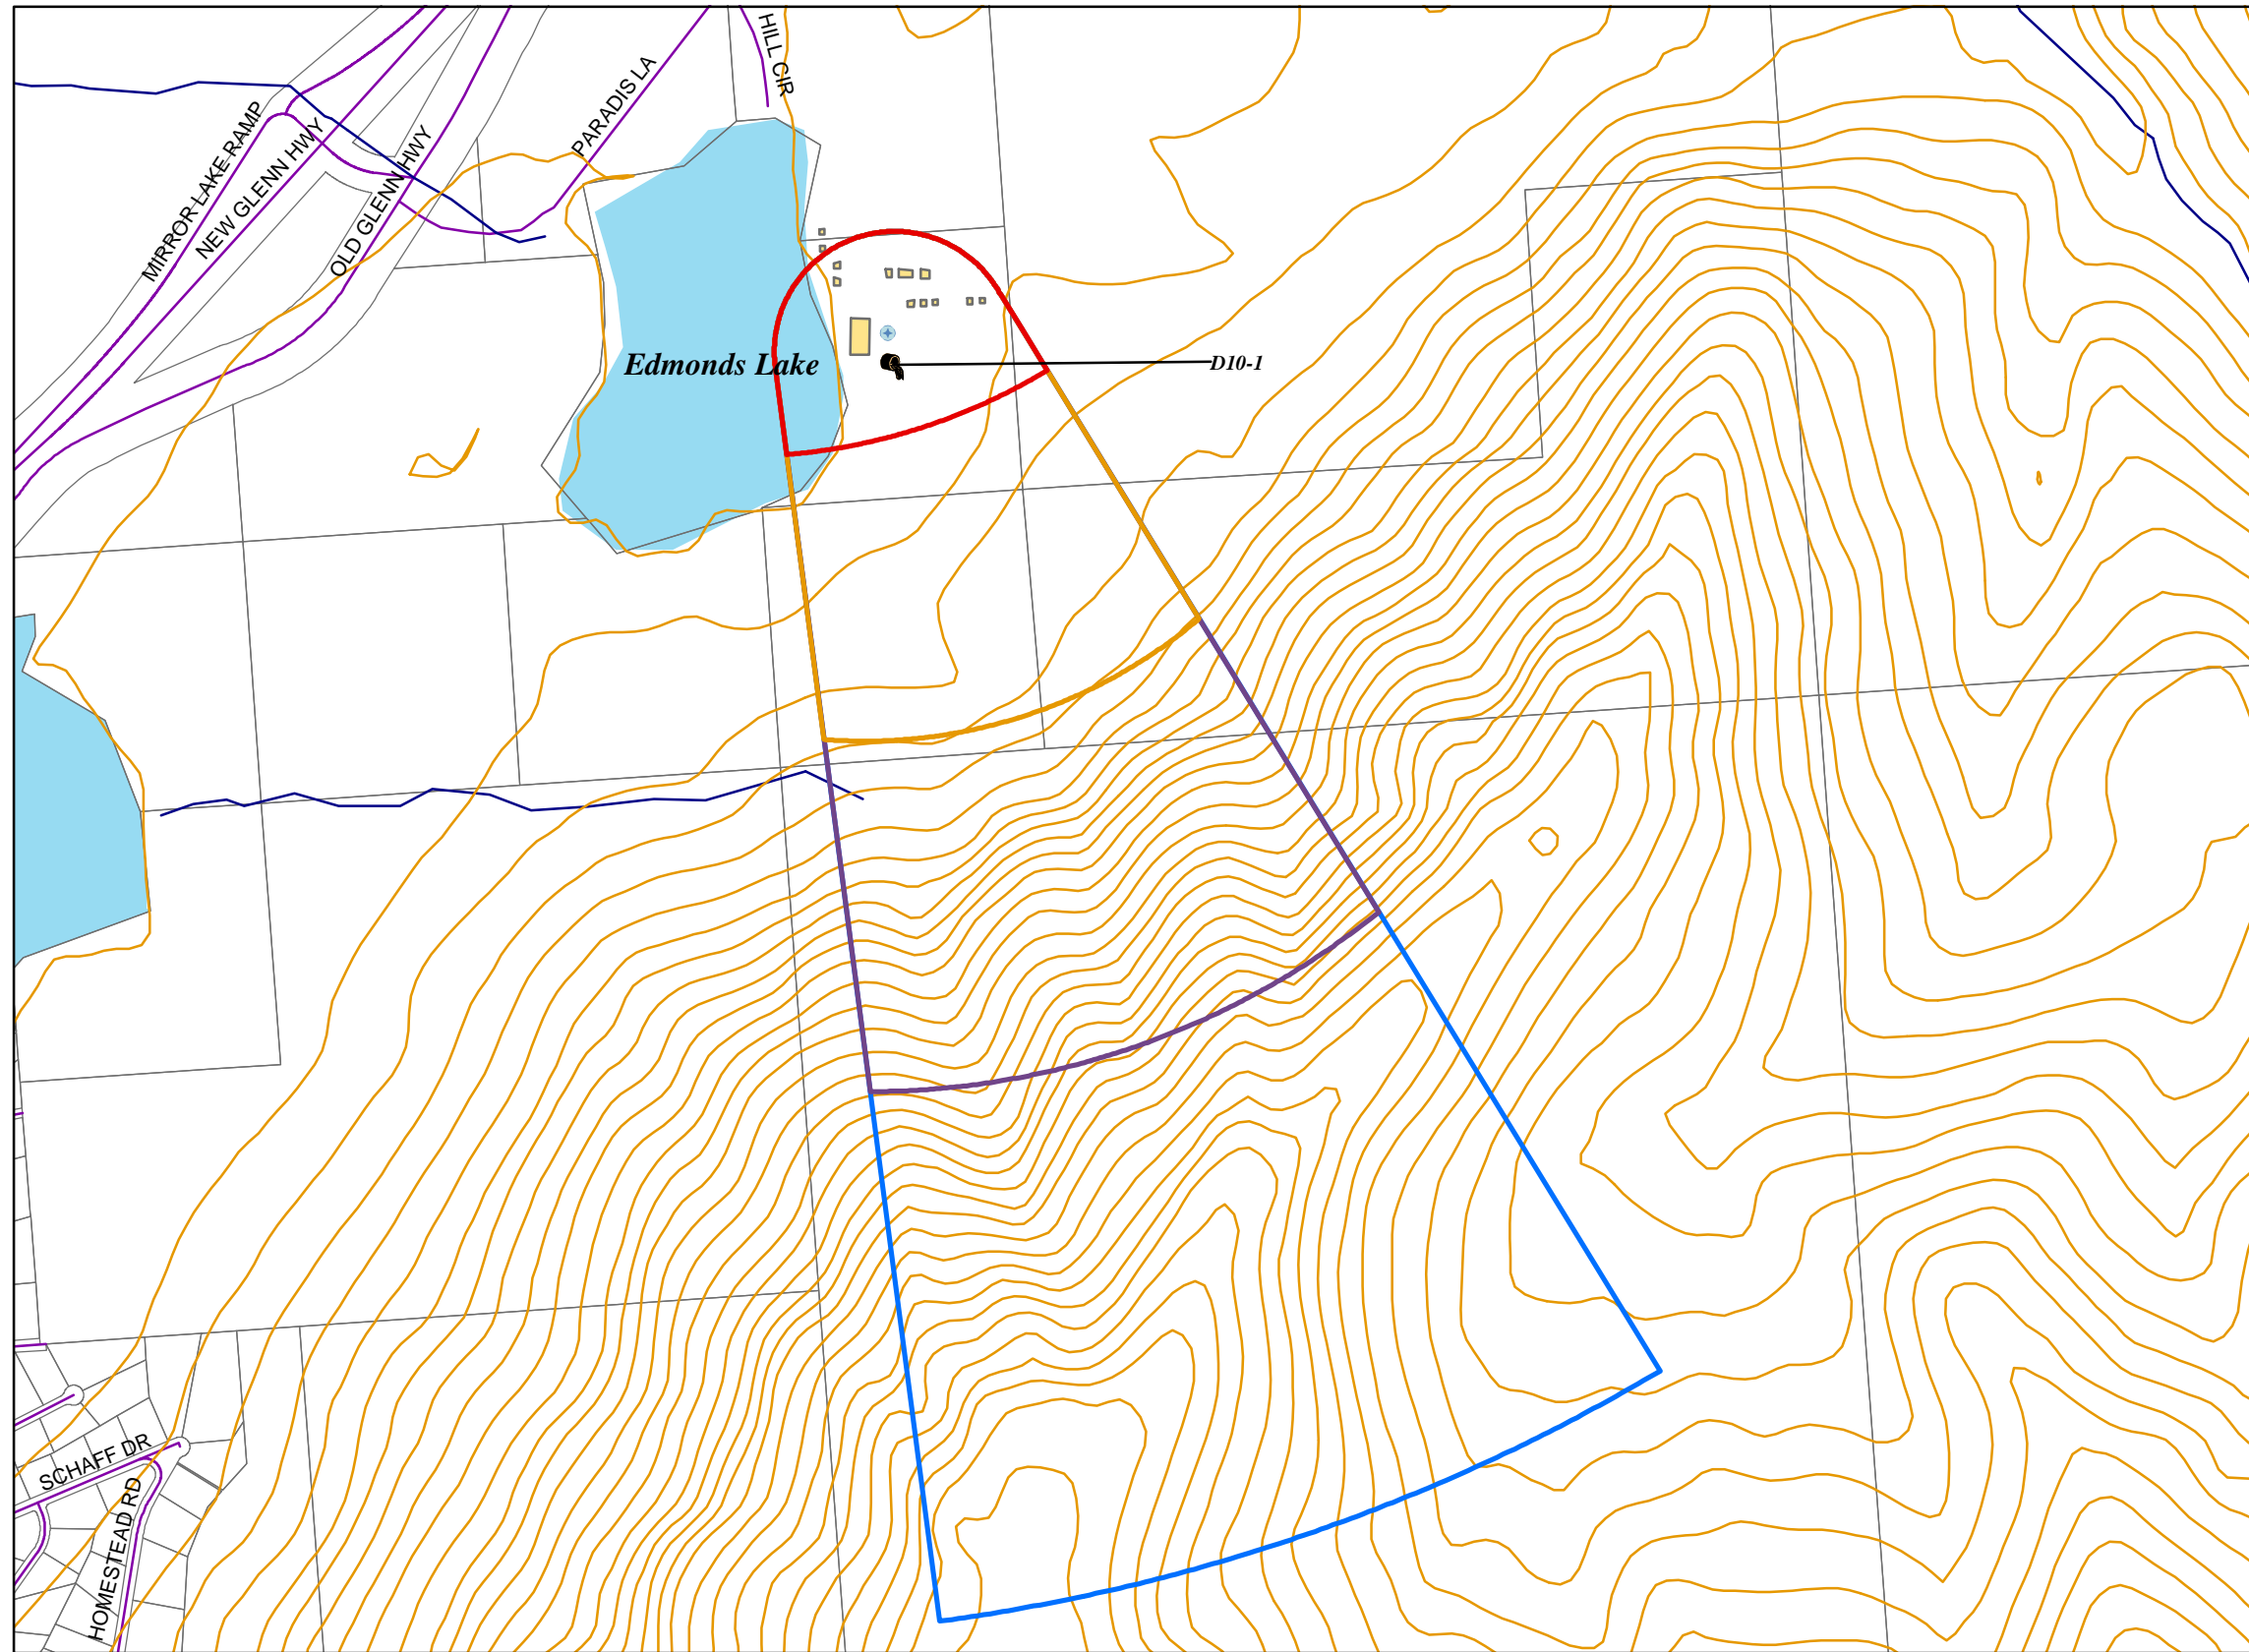 HILL CIR
PARADIS LA
MIRROR LAKE RAMP
NEW GLENN HWY
OLD GLENN HWY
Edmonds Lake
D10-1
SCHAFF DR
HOMESTEAD RD